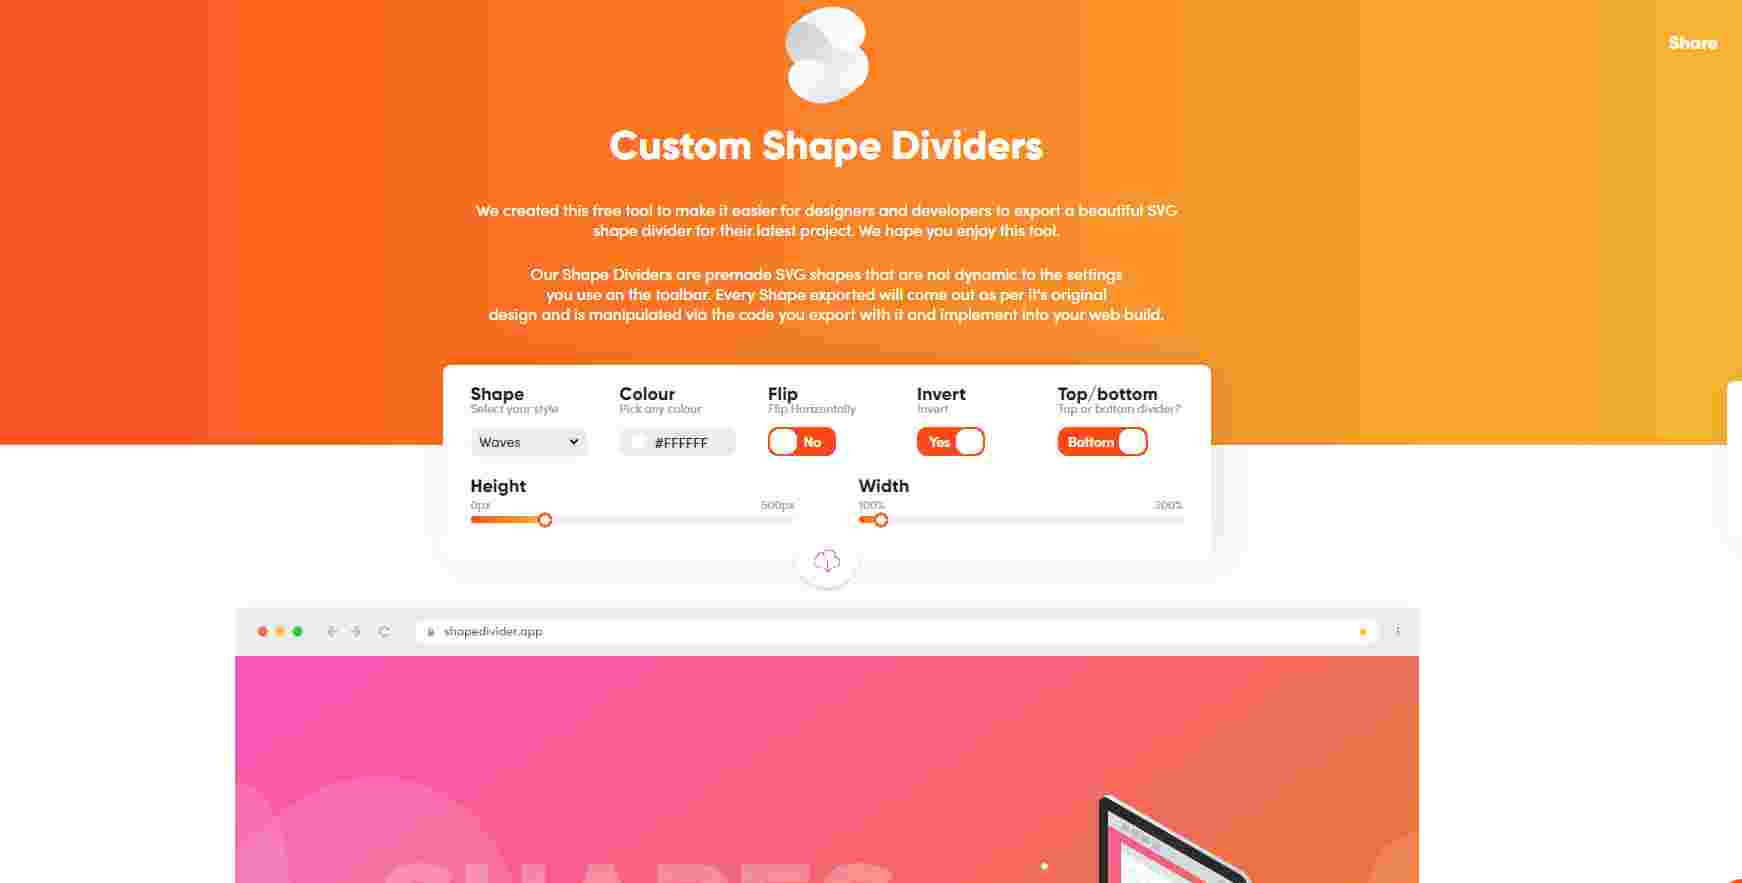 Share
Custom Shape Dividers
We created this free tool to make it easier for designers and developers to export a beautiful SVG
shape divider for their latest project. We hope you enjoy this tool.
Our Shape Dividers are premade SVG shapes that are not dynamic to the settings
you use on the toolbar. Every Shape exported will come out as per it's original
design and is manipulated via the code you export with it and implement into your web build.
Shape Colour Flip Invert Top/bottom
Select your style Pick any colour Flip Horizontally Invert Top or bottom divider?
Waves #FFFFFF No Yes Bottom
Height Width
0px 500px 100% 300%
shapedivider.app
SHAPES